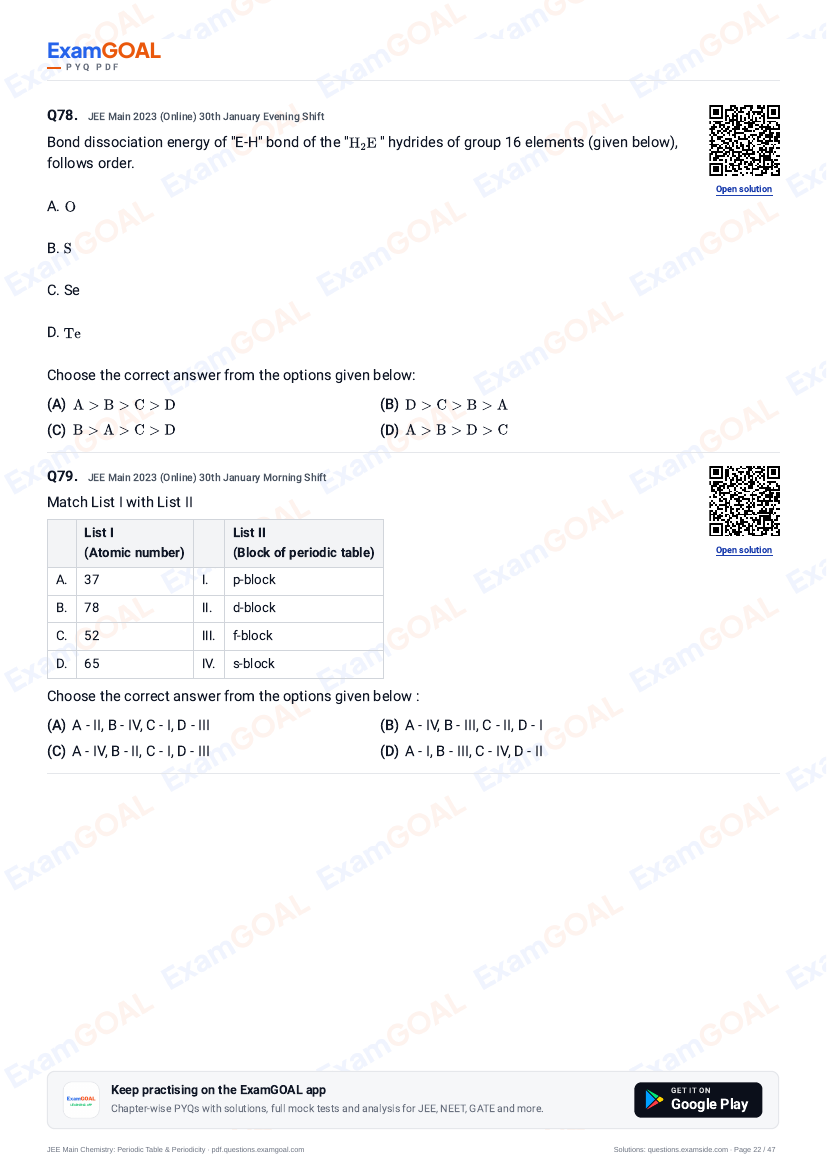 ExamGOAL
PYQ PDF
Q78. JEE Main 2023 (Online) 30th January Evening Shift
Bond dissociation energy of "E-H" bond of the "H₂E " hydrides of group 16 elements (given below),
follows order.
Open solution
A. O
B. S
C. Se
D. Te
Choose the correct answer from the options given below:
(A) A > B > C > D
(B) D > C > B > A
(C) B > A > C > D
(D) A > B > D > C
Q79. JEE Main 2023 (Online) 30th January Morning Shift
Match List I with List II
Open solution
List I List II
(Atomic number) (Block of periodic table)
A. 37 I. p-block
B. 78 II. d-block
C. 52 III. f-block
D. 65 IV. s-block
Choose the correct answer from the options given below :
(A) A - II, B - IV, C - I, D - III
(B) A - IV, B - III, C - II, D - I
(C) A - IV, B - II, C - I, D - III
(D) A - I, B - III, C - IV, D - II
ExamGOAL
Keep practising on the ExamGOAL app
Chapter-wise PYQs with solutions, full mock tests and analysis for JEE, NEET, GATE and more.
GET IT ON
Google Play
JEE Main Chemistry: Periodic Table & Periodicity · pdf.questions.examgoal.com
Solutions: questions.examside.com · Page 22 / 47